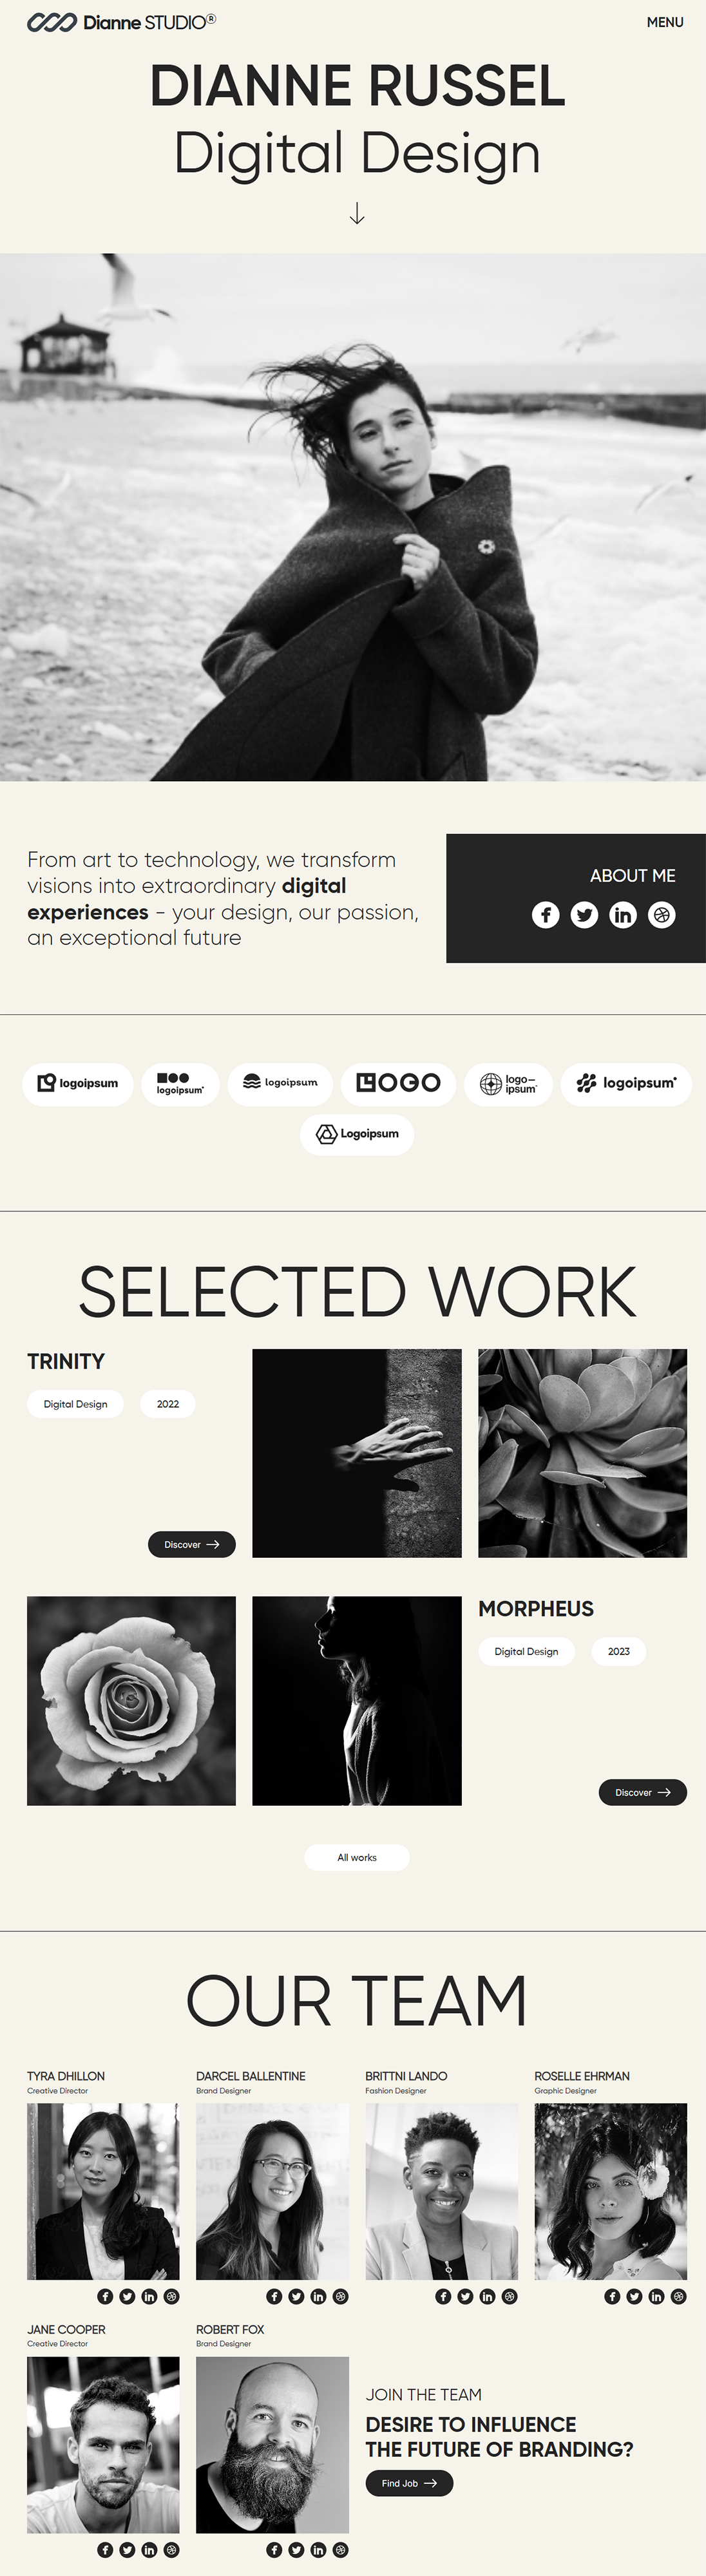 Dianne STUDIO®
MENU
DIANNE RUSSEL
Digital Design
From art to technology, we transform
visions into extraordinary digital
experiences - your design, our passion,
an exceptional future
ABOUT ME
logoipsum
logoipsum
logoipsum
LOGO
logo—
ipsum
logoipsum
Logoipsum
SELECTED WORK
TRINITY
Digital Design
2022
Discover
MORPHEUS
Digital Design
2023
Discover
All works
OUR TEAM
TYRA DHILLON
Creative Director
DARCEL BALLENTINE
Brand Designer
BRITTNI LANDO
Fashion Designer
ROSELLE EHRMAN
Graphic Designer
JANE COOPER
Creative Director
ROBERT FOX
Brand Designer
JOIN THE TEAM
DESIRE TO INFLUENCE
THE FUTURE OF BRANDING?
Find Job